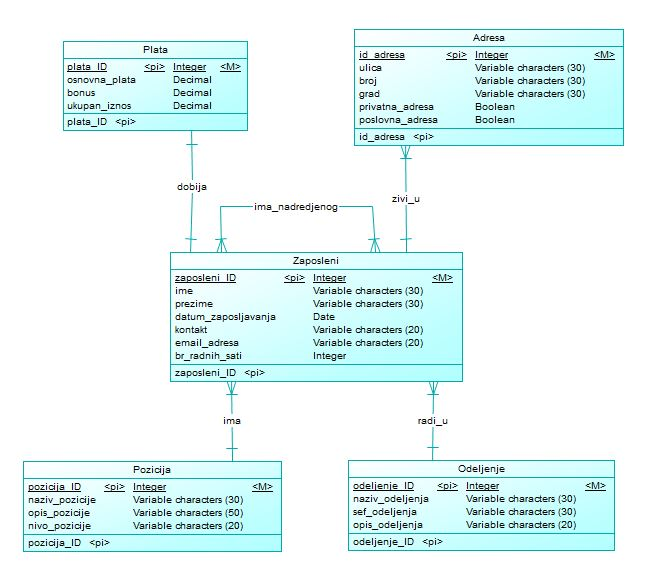 Plata
plata_ID <pi> Integer <M>
osnovna_plata Decimal
bonus Decimal
ukupan_iznos Decimal
plata_ID <pi>
Adresa
id_adresa <pi> Integer <M>
ulica Variable characters (30)
broj Variable characters (30)
grad Variable characters (30)
privatna_adresa Boolean
poslovna_adresa Boolean
id_adresa <pi>
dobija
ima_nadredjenog
zivi_u
Zaposleni
zaposleni_ID <pi> Integer <M>
ime Variable characters (30)
prezime Variable characters (30)
datum_zaposljavanja Date
kontakt Variable characters (20)
email_adresa Variable characters (20)
br_radnih_sati Integer
zaposleni_ID <pi>
ima
radi_u
Pozicija
pozicija_ID <pi> Integer <M>
naziv_pozicije Variable characters (30)
opis_pozicije Variable characters (50)
nivo_pozicije Variable characters (20)
pozicija_ID <pi>
Odeljenje
odeljenje_ID <pi> Integer <M>
naziv_odeljenja Variable characters (30)
sef_odeljenja Variable characters (30)
opis_odeljenja Variable characters (20)
odeljenje_ID <pi>